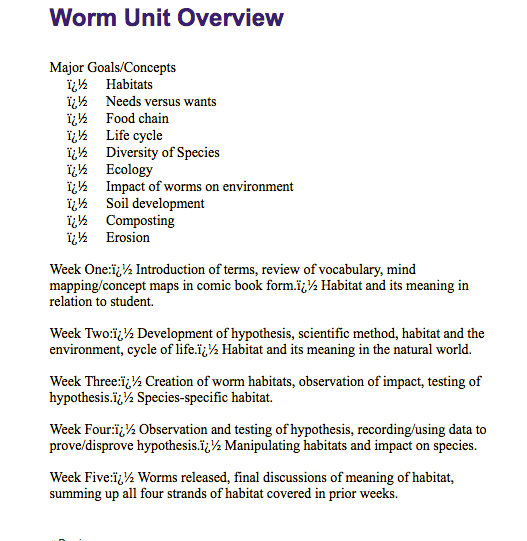 Worm Unit Overview
Major Goals/Concepts
ï¿½ Habitats
ï¿½ Needs versus wants
ï¿½ Food chain
ï¿½ Life cycle
ï¿½ Diversity of Species
ï¿½ Ecology
ï¿½ Impact of worms on environment
ï¿½ Soil development
ï¿½ Composting
ï¿½ Erosion
Week One:ï¿½ Introduction of terms, review of vocabulary, mind
mapping/concept maps in comic book form.ï¿½ Habitat and its meaning in
relation to student.
Week Two:ï¿½ Development of hypothesis, scientific method, habitat and the
environment, cycle of life.ï¿½ Habitat and its meaning in the natural world.
Week Three:ï¿½ Creation of worm habitats, observation of impact, testing of
hypothesis.ï¿½ Species-specific habitat.
Week Four:ï¿½ Observation and testing of hypothesis, recording/using data to
prove/disprove hypothesis.ï¿½ Manipulating habitats and impact on species.
Week Five:ï¿½ Worms released, final discussions of meaning of habitat,
summing up all four strands of habitat covered in prior weeks.